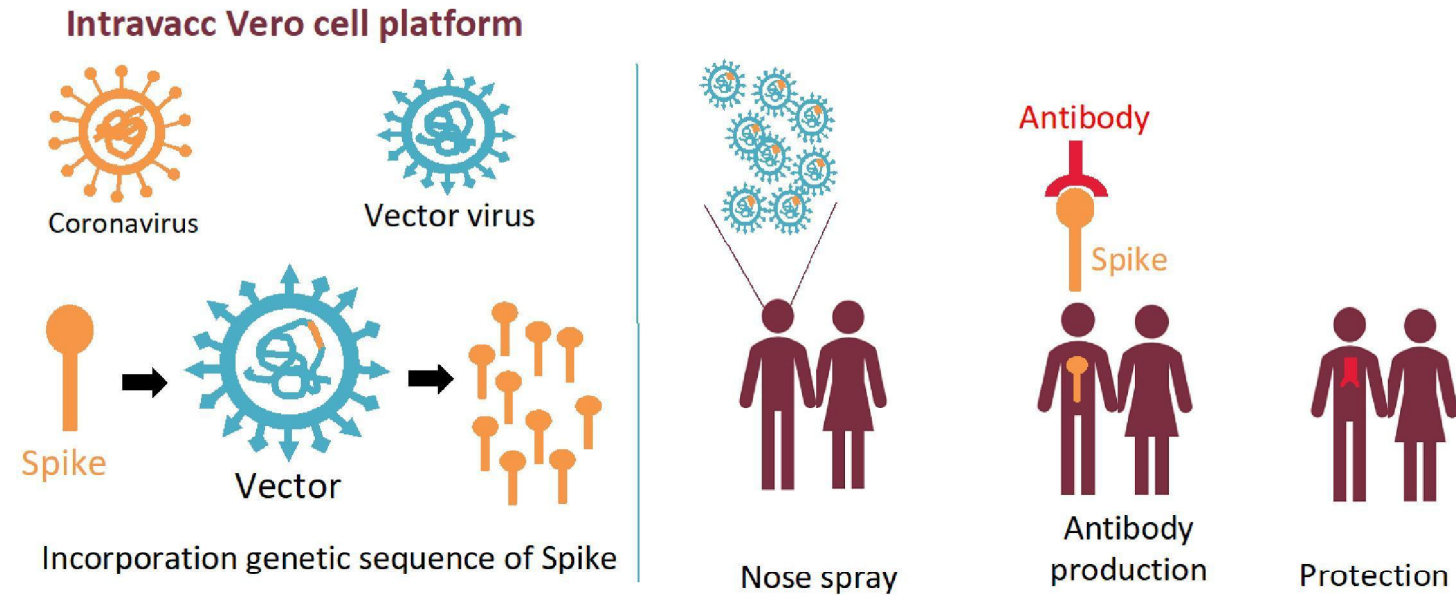 Intravacc Vero cell platform
Coronavirus
Vector virus
Spike
Vector
Incorporation genetic sequence of Spike
Nose spray
Antibody
Spike
Antibody
production
Protection